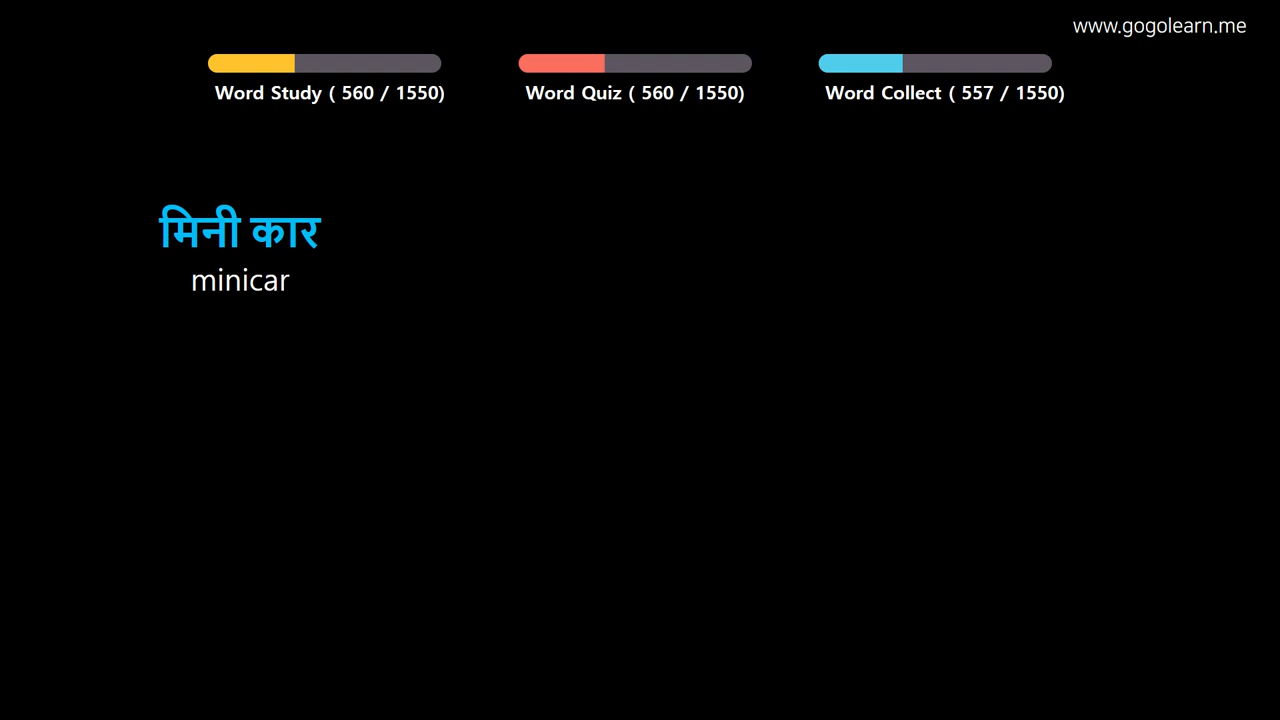 www.gogolearn.me
Word Study ( 560 / 1550)
Word Quiz ( 560 / 1550)
Word Collect ( 557 / 1550)
मिनी कार
minicar